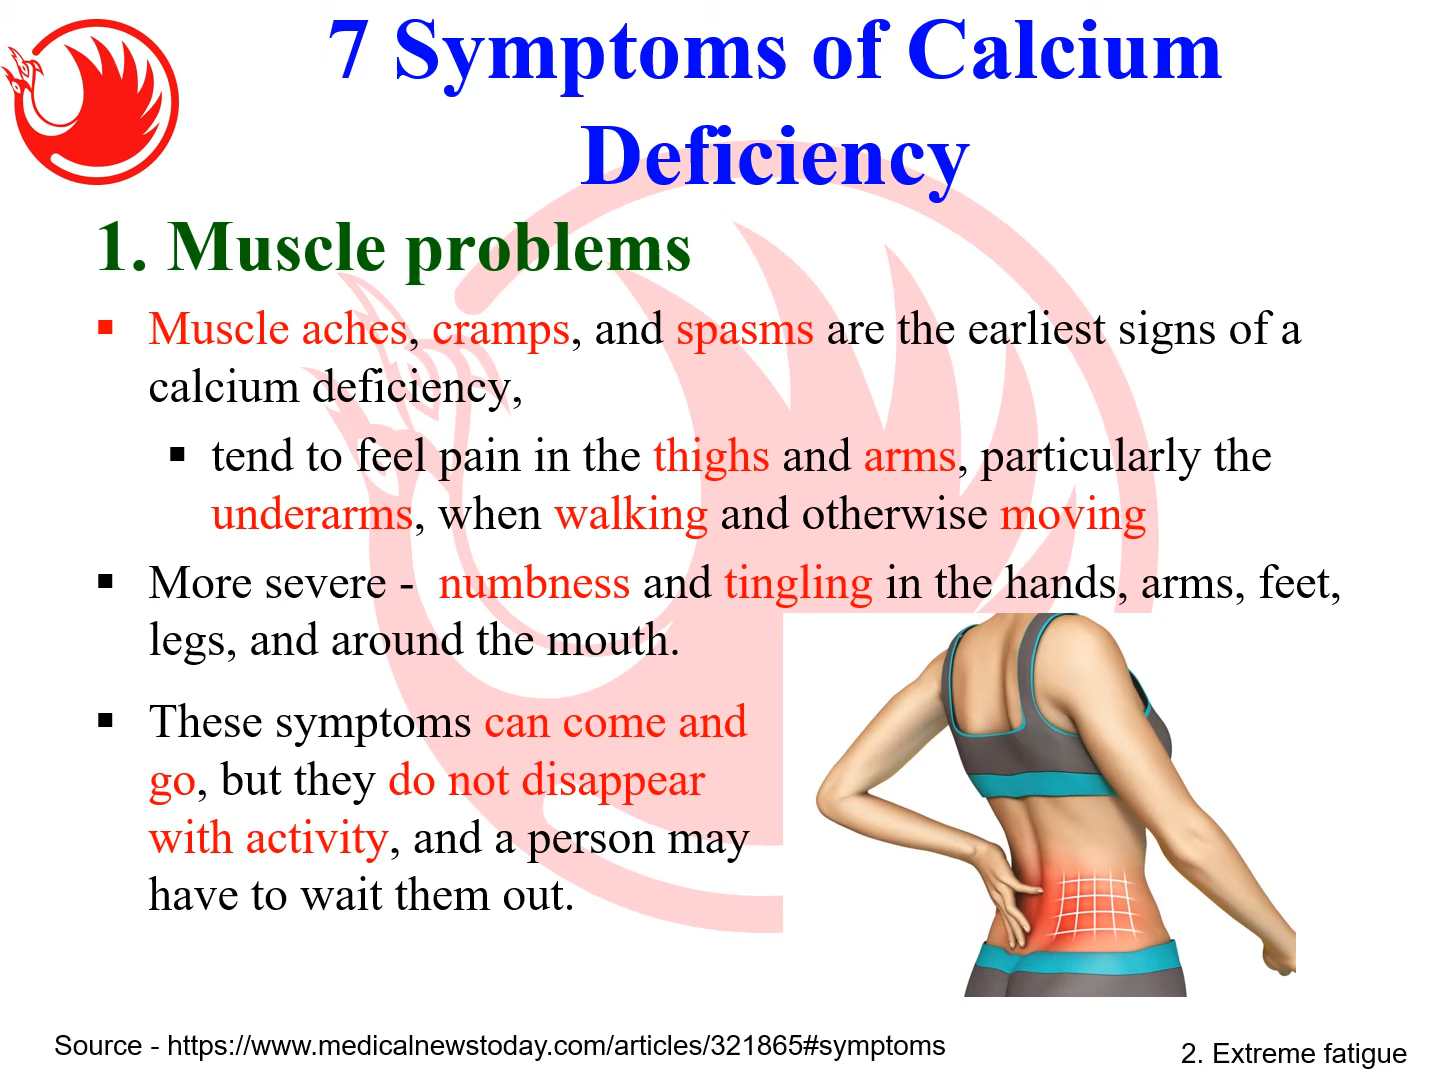 7 Symptoms of Calcium
Deficiency
1. Muscle problems
▪ Muscle aches, cramps, and spasms are the earliest signs of a
calcium deficiency,
▪ tend to feel pain in the thighs and arms, particularly the
underarms, when walking and otherwise moving
▪ More severe - numbness and tingling in the hands, arms, feet,
legs, and around the mouth.
▪ These symptoms can come and
go, but they do not disappear
with activity, and a person may
have to wait them out.
Source - https://www.medicalnewstoday.com/articles/321865#symptoms
2. Extreme fatigue